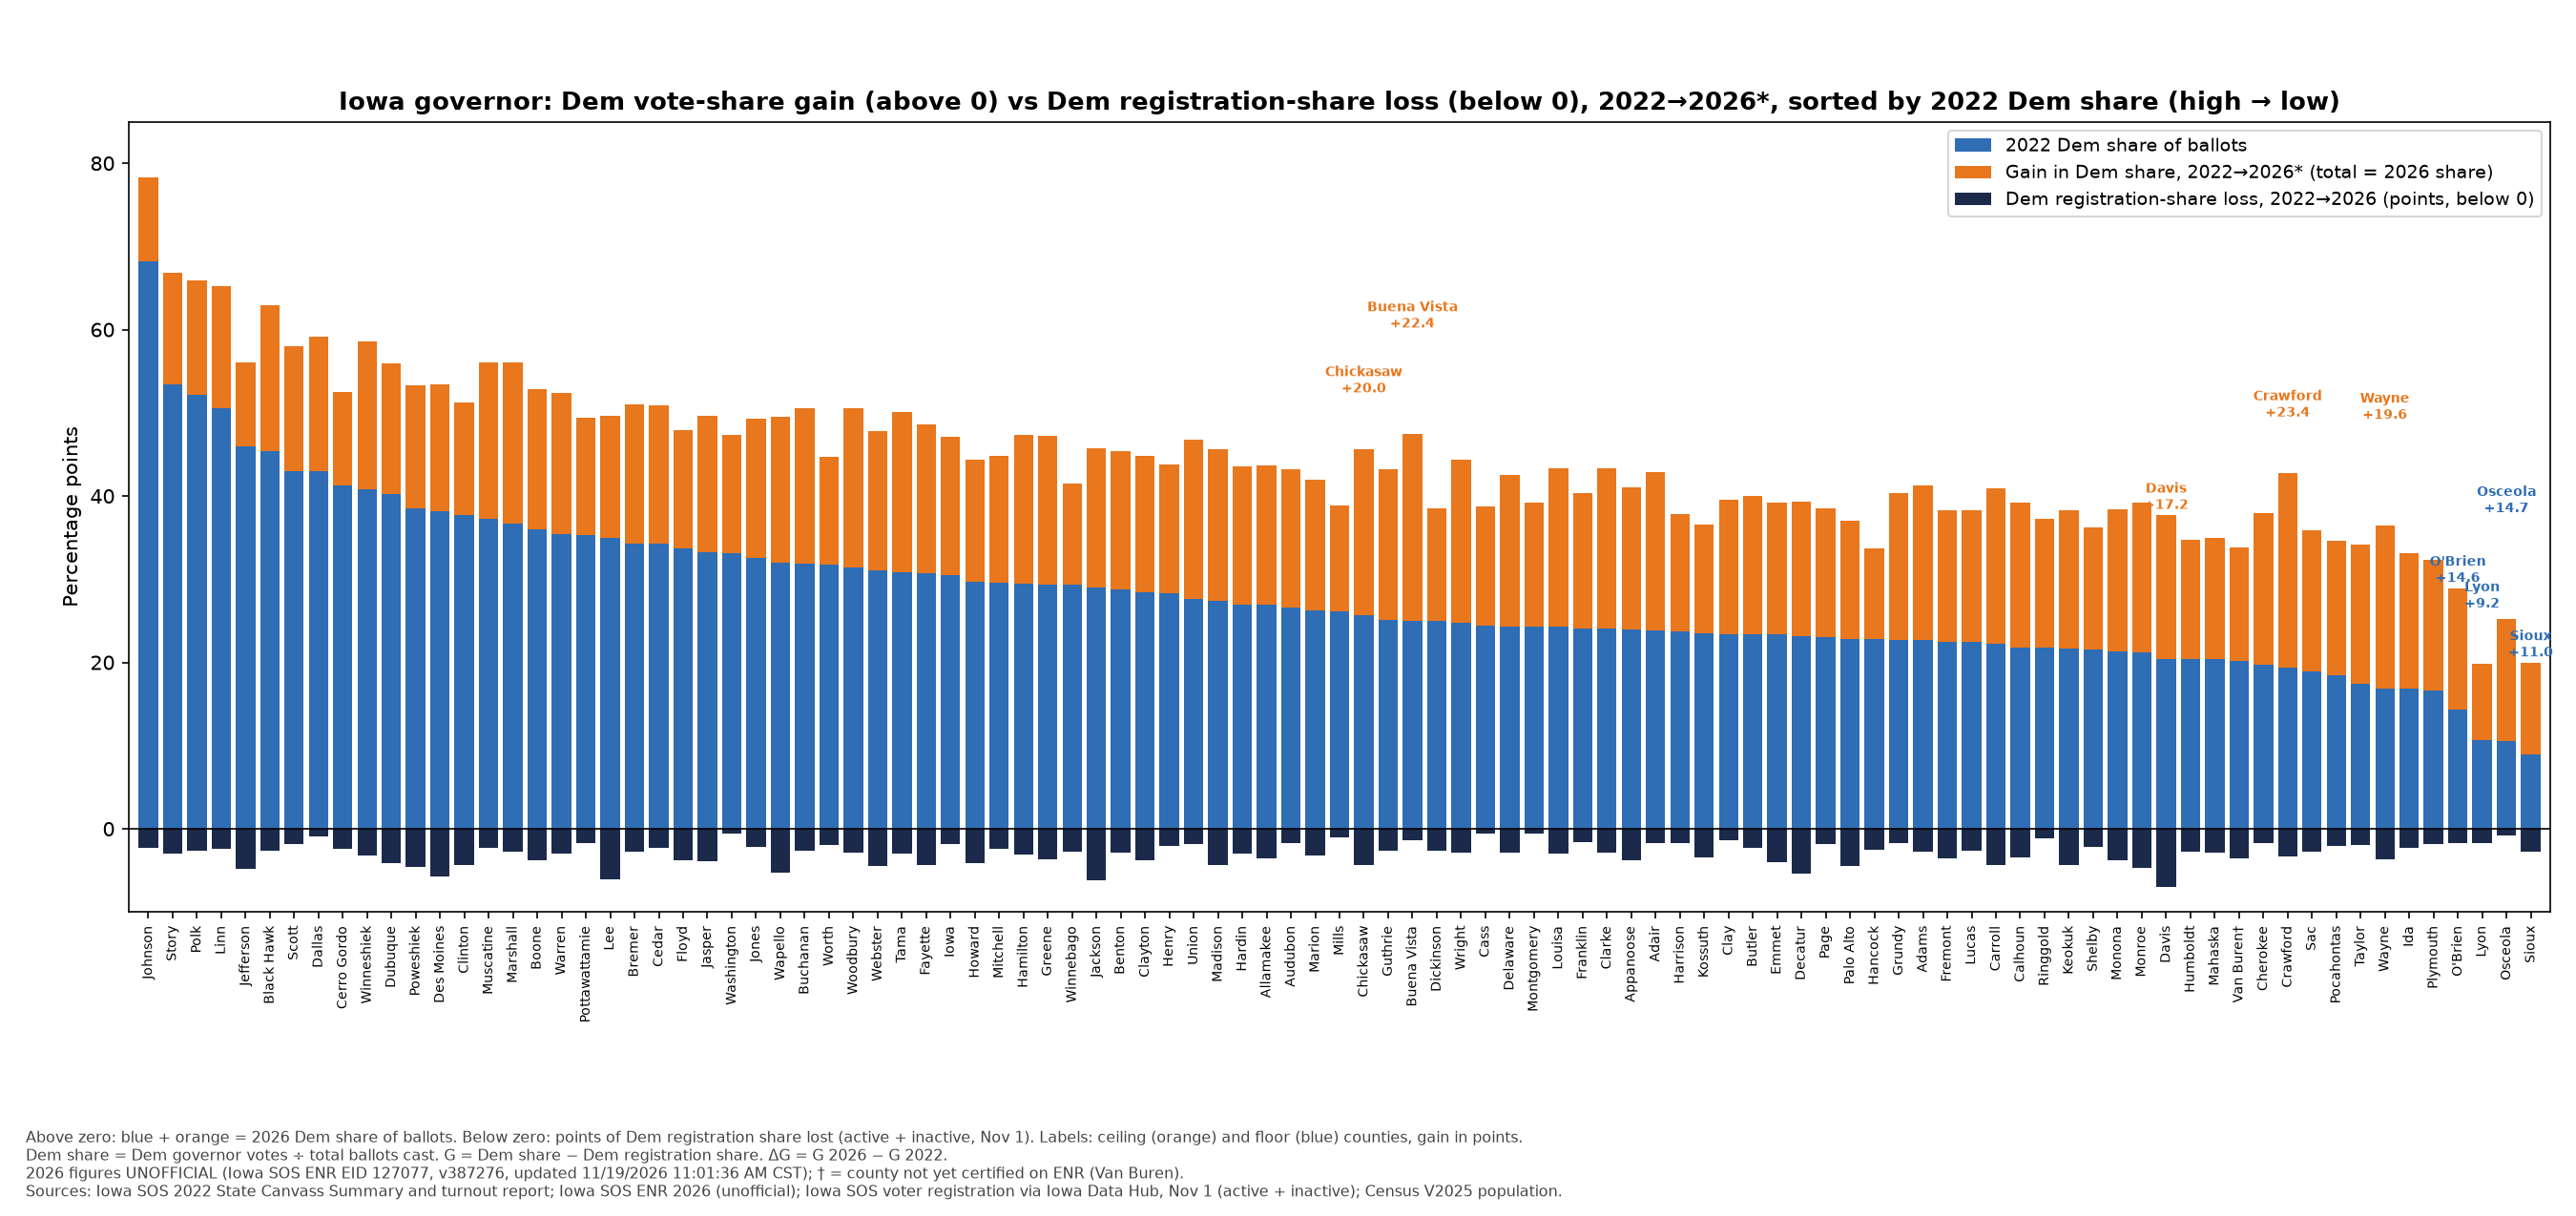 Iowa governor: Dem vote-share gain (above 0) vs Dem registration-share loss (below 0), 2022→2026*, sorted by 2022 Dem share (high → low)
2022 Dem share of ballots
Gain in Dem share, 2022→2026* (total = 2026 share)
Dem registration-share loss, 2022→2026 (points, below 0)
Percentage points
80
60
40
20
0
Buena Vista
+22.4
Chickasaw
+20.0
Crawford
+23.4
Wayne
+19.6
Davis
+17.2
Osceola
+14.7
O'Brien
+14.6
Lyon
+9.2
Sioux
+11.0
Johnson
Story
Polk
Linn
Jefferson
Black Hawk
Scott
Dallas
Cerro Gordo
Winneshiek
Dubuque
Poweshiek
Des Moines
Clinton
Muscatine
Marshall
Boone
Warren
Pottawattamie
Lee
Bremer
Cedar
Floyd
Jasper
Washington
Jones
Wapello
Buchanan
Worth
Woodbury
Webster
Tama
Fayette
Iowa
Howard
Mitchell
Hamilton
Greene
Winnebago
Jackson
Benton
Clayton
Henry
Union
Madison
Hardin
Allamakee
Audubon
Marion
Mills
Chickasaw
Guthrie
Buena Vista
Dickinson
Wright
Cass
Delaware
Montgomery
Louisa
Franklin
Clarke
Appanoose
Adair
Harrison
Kossuth
Clay
Butler
Emmet
Decatur
Page
Palo Alto
Hancock
Grundy
Adams
Fremont
Lucas
Carroll
Calhoun
Ringgold
Keokuk
Shelby
Monona
Monroe
Davis
Humboldt
Mahaska
Van Buren†
Cherokee
Crawford
Sac
Pocahontas
Taylor
Wayne
Ida
Plymouth
O'Brien
Lyon
Osceola
Sioux
Above zero: blue + orange = 2026 Dem share of ballots. Below zero: points of Dem registration share lost (active + inactive, Nov 1). Labels: ceiling (orange) and floor (blue) counties, gain in points.
Dem share = Dem governor votes ÷ total ballots cast. G = Dem share − Dem registration share. ΔG = G 2026 − G 2022.
2026 figures UNOFFICIAL (Iowa SOS ENR EID 127077, v387276, updated 11/19/2026 11:01:36 AM CST); † = county not yet certified on ENR (Van Buren).
Sources: Iowa SOS 2022 State Canvass Summary and turnout report; Iowa SOS ENR 2026 (unofficial); Iowa SOS voter registration via Iowa Data Hub, Nov 1 (active + inactive); Census V2025 population.